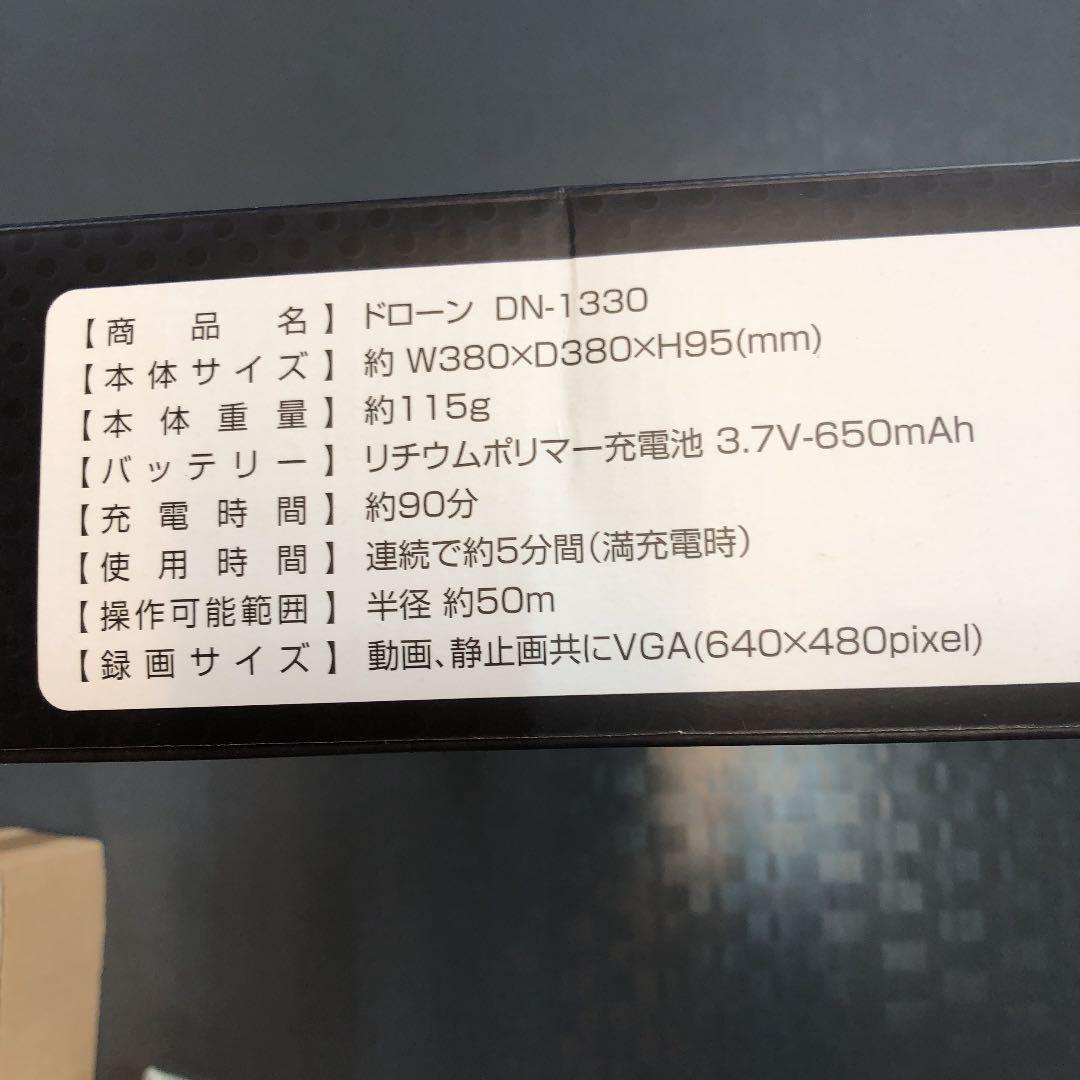 【商品名】ドローン DN-1330
【本体サイズ】約 W380×D380×H95(mm)
【本体重量】約115g
【バッテリー】リチウムポリマー充電池 3.7V-650mAh
【充電時間】約90分
【使用時間】連続で約5分間(満充電時)
【操作可能範囲】半径 約50m
【録画サイズ】動画、静止画共にVGA(640×480pixel)